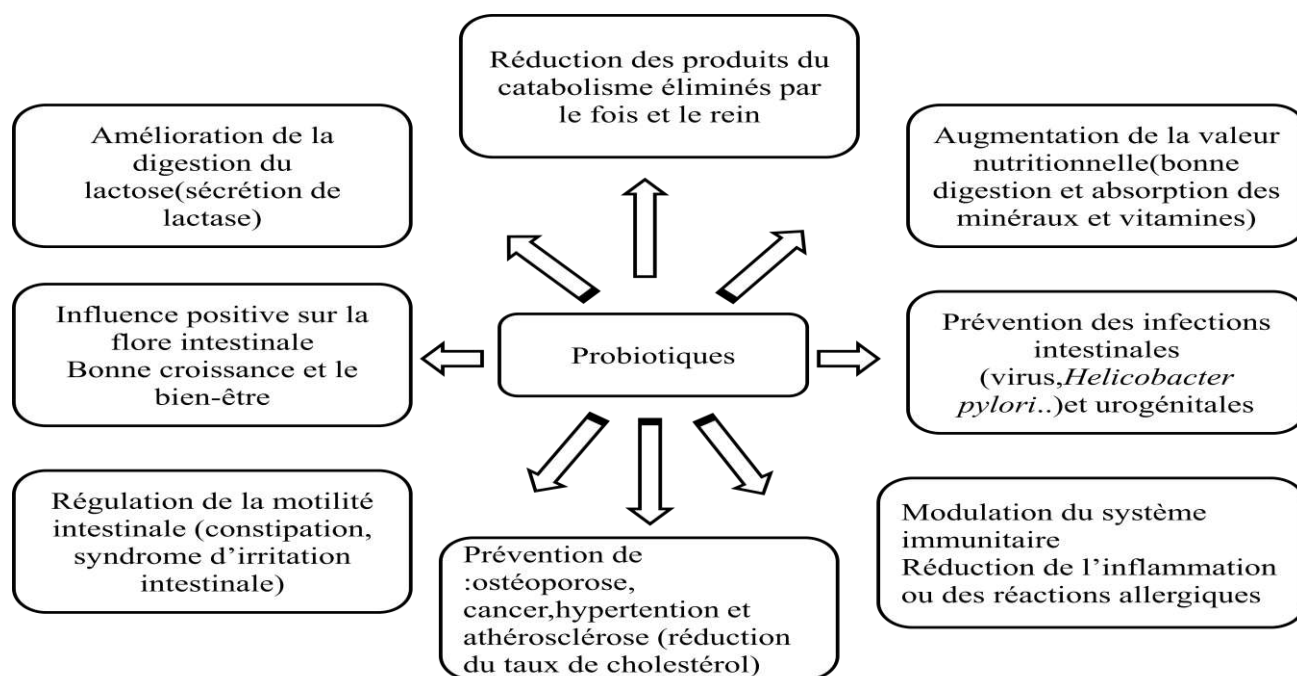 Réduction des produits du
catabolisme éliminés par
le fois et le rein
Amélioration de la
digestion du
lactose(sécrétion de
lactase)
Augmentation de la valeur
nutritionnelle(bonne
digestion et absorption des
minéraux et vitamines)
Influence positive sur la
flore intestinale
Bonne croissance et le
bien-être
Probiotiques
Prévention des infections
intestinales
(virus,Helicobacter
pylori..)et urogénitales
Régulation de la motilité
intestinale (constipation,
syndrome d’irritation
intestinale)
Prévention de
:ostéoporose,
cancer,hypertention et
athérosclérose (réduction
du taux de cholestérol)
Modulation du système
immunitaire
Réduction de l’inflammation
ou des réactions allergiques